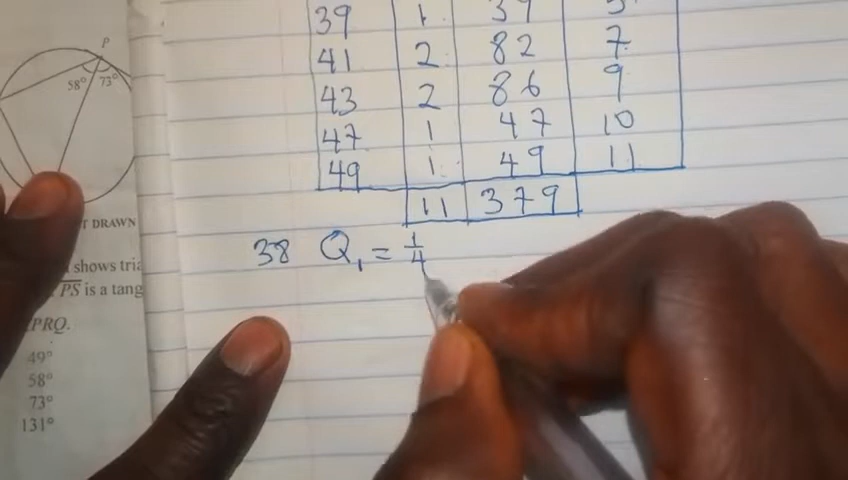 39 1 39 5
41 2 82 7
43 2 86 9
47 1 47 10
49 1 49 11
11 379
38 Q₁ = 1/4
P
58° 73°
T DRAWN
shows tria
PS is a tang
PRQ.
49°
58°
73°
131°